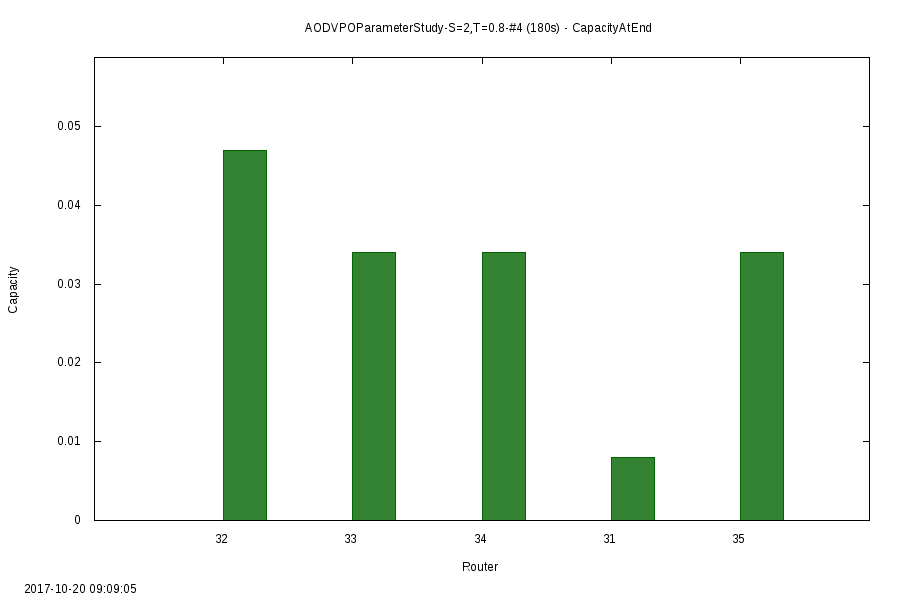 AODVPOParameterStudy-S=2,T=0.8-#4 (180s) - CapacityAtEnd
0.05
0.04
0.03
0.02
0.01
0
Capacity
32 33 34 31 35
Router
2017-10-20 09:09:05